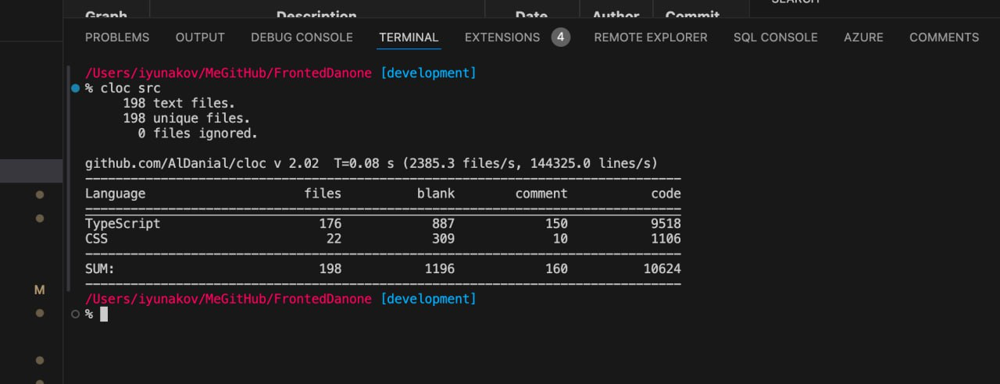 SEARCH
Graph Description Date Author Commit
PROBLEMS OUTPUT DEBUG CONSOLE TERMINAL EXTENSIONS 4 REMOTE EXPLORER SQL CONSOLE AZURE COMMENTS
/Users/iyunakov/MeGitHub/FrontedDanone [development]
% cloc src
198 text files.
198 unique files.
0 files ignored.
github.com/AlDanial/cloc v 2.02  T=0.08 s (2385.3 files/s, 144325.0 lines/s)
-------------------------------------------------------------------------------
Language files blank comment code
-------------------------------------------------------------------------------
TypeScript 176 887 150 9518
CSS 22 309 10 1106
-------------------------------------------------------------------------------
SUM: 198 1196 160 10624
-------------------------------------------------------------------------------
M
/Users/iyunakov/MeGitHub/FrontedDanone [development]
%